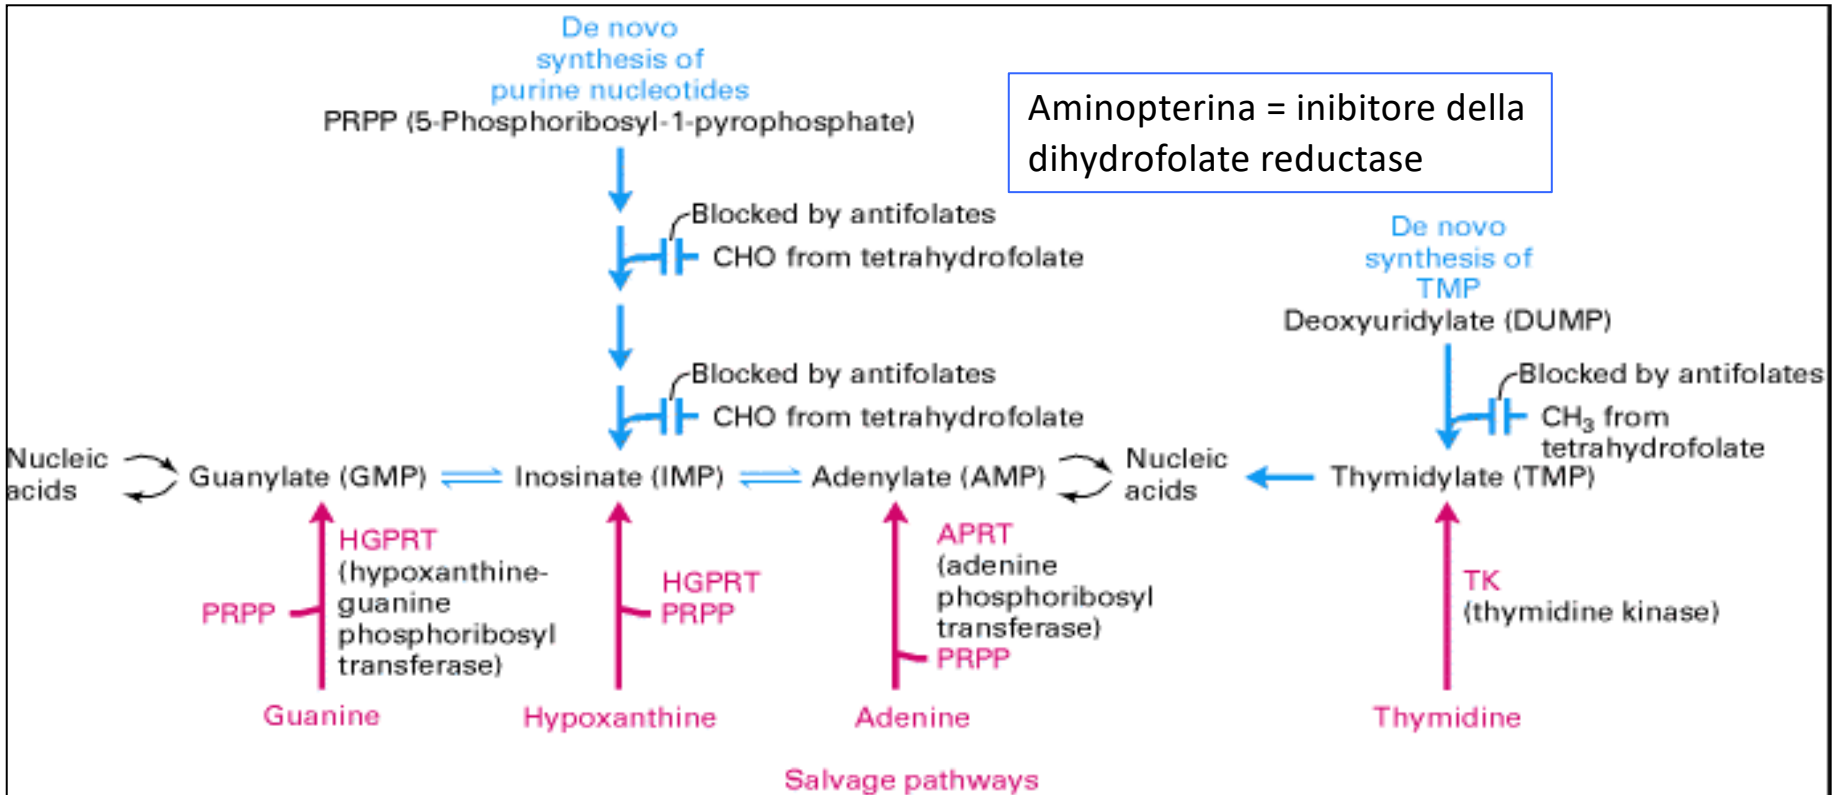 De novo
synthesis of
purine nucleotides
PRPP (5-Phosphoribosyl-1-pyrophosphate)
Aminopterina = inibitore della
dihydrofolate reductase
Blocked by antifolates
CHO from tetrahydrofolate
De novo
synthesis of
TMP
Deoxyuridylate (DUMP)
Blocked by antifolates
CHO from tetrahydrofolate
Blocked by antifolates
CH₃ from
tetrahydrofolate
Nucleic
acids
Guanylate (GMP)
Inosinate (IMP)
Adenylate (AMP)
Nucleic
acids
Thymidylate (TMP)
HGPRT
(hypoxanthine-
guanine
phosphoribosyl
transferase)
PRPP
HGPRT
PRPP
APRT
(adenine
phosphoribosyl
transferase)
PRPP
TK
(thymidine kinase)
Guanine
Hypoxanthine
Adenine
Thymidine
Salvage pathways